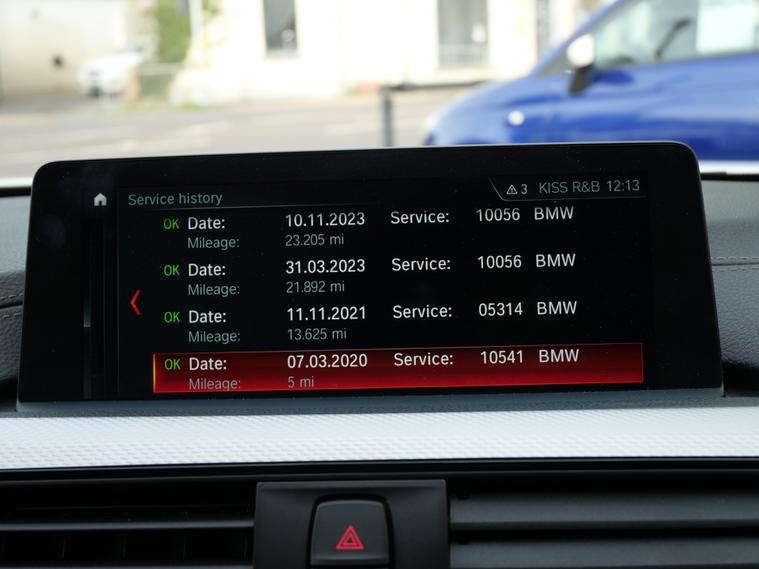 Service history 3 KISS R&B 12:13
OK Date: 10.11.2023 Service: 10056 BMW
Mileage: 23.205 mi
OK Date: 31.03.2023 Service: 10056 BMW
Mileage: 21.892 mi
OK Date: 11.11.2021 Service: 05314 BMW
Mileage: 13.625 mi
OK Date: 07.03.2020 Service: 10541 BMW
Mileage: 5 mi